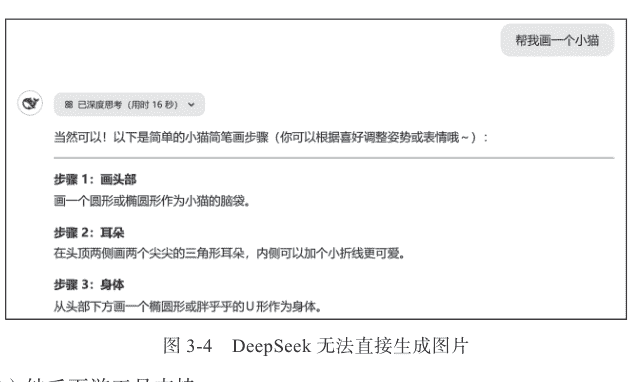 帮我画一个小猫
已深度思考（用时 16 秒）
当然可以！以下是简单的小猫简笔画步骤（你可以根据喜好调整姿势或表情哦～）：
步骤 1：画头部
画一个圆形或椭圆形作为小猫的脑袋。
步骤 2：耳朵
在头顶两侧画两个尖尖的三角形耳朵，内侧可以加个小折线更可爱。
步骤 3：身体
从头部下方画一个椭圆形或胖乎乎的U形作为身体。
图 3-4 DeepSeek 无法直接生成图片